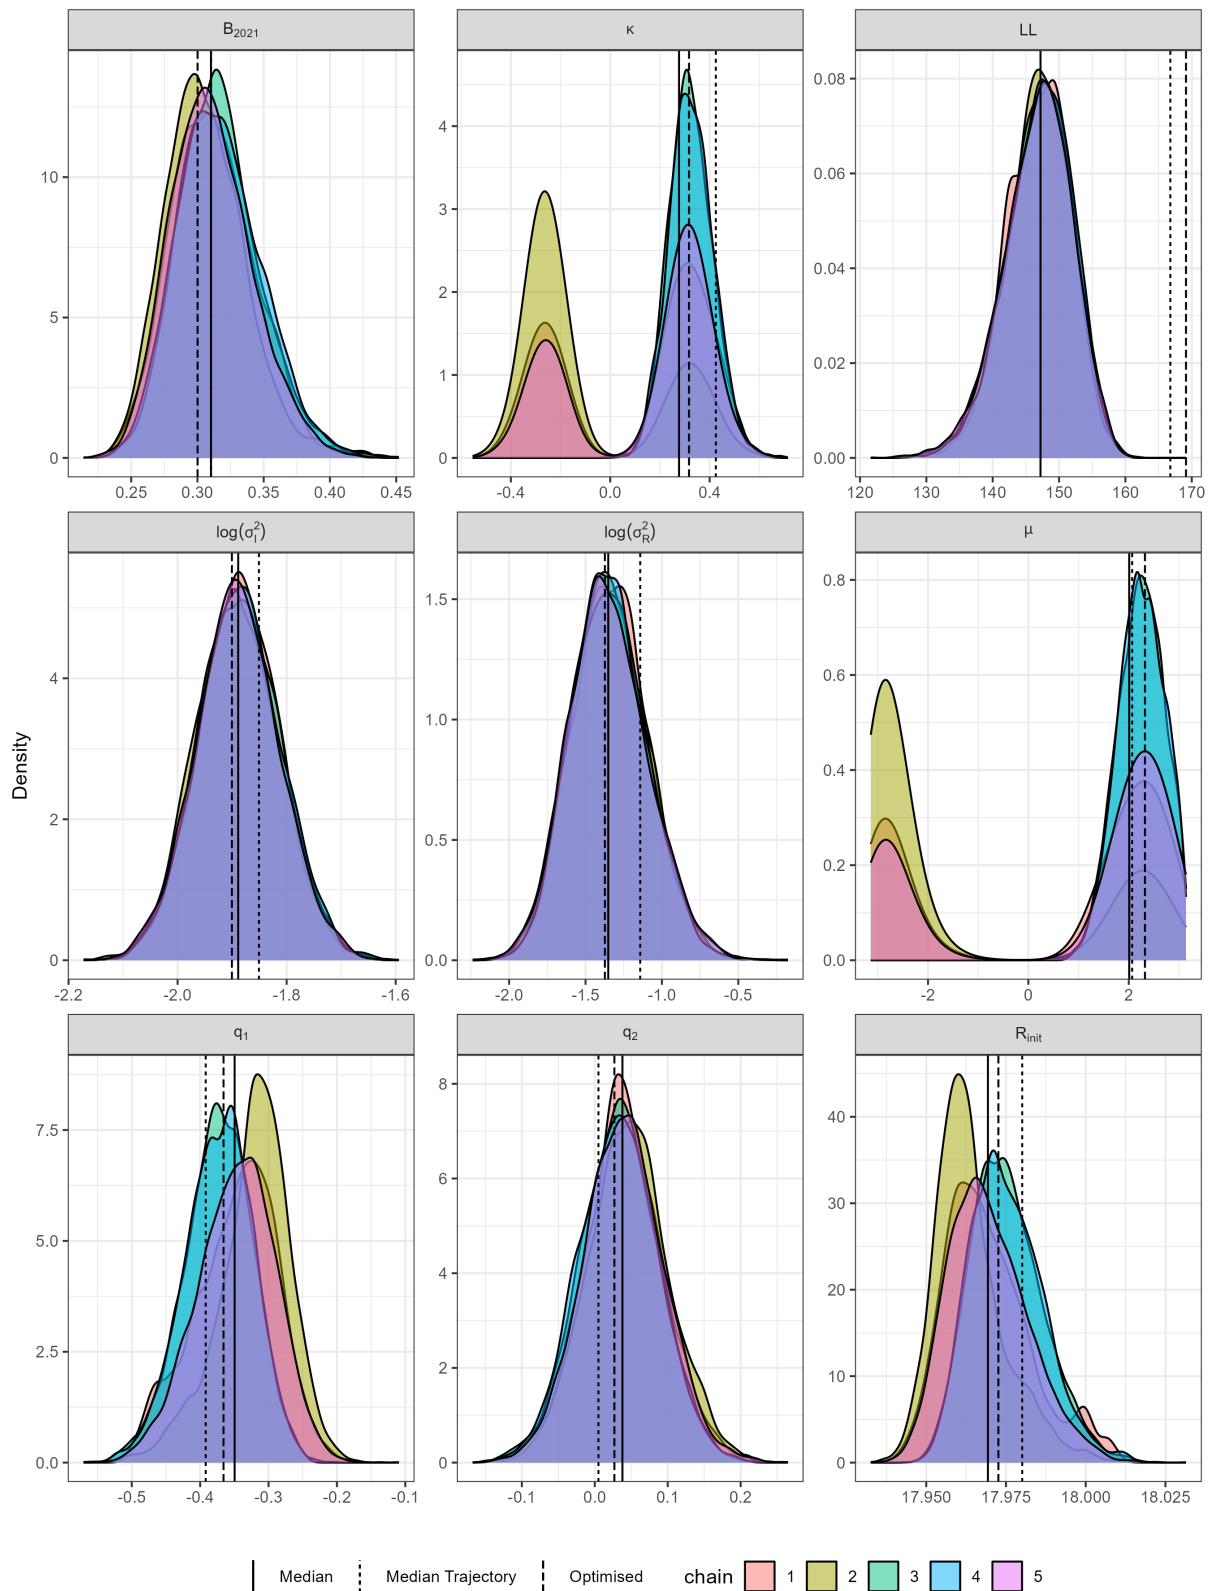 B2021
κ
LL
10
5
0
0.25 0.30 0.35 0.40 0.45
4
3
2
1
0
-0.4 0.0 0.4
0.08
0.06
0.04
0.02
0.00
120 130 140 150 160 170
log(σI2)
log(σR2)
μ
4
2
0
-2.2 -2.0 -1.8 -1.6
1.5
1.0
0.5
0.0
-2.0 -1.5 -1.0 -0.5
0.8
0.6
0.4
0.2
0.0
-2 0 2
Density
q1
q2
Rinit
7.5
5.0
2.5
0.0
-0.5 -0.4 -0.3 -0.2 -0.1
8
6
4
2
0
-0.1 0.0 0.1 0.2
40
30
20
10
0
17.950 17.975 18.000 18.025
Median Median Trajectory Optimised chain 1 2 3 4 5